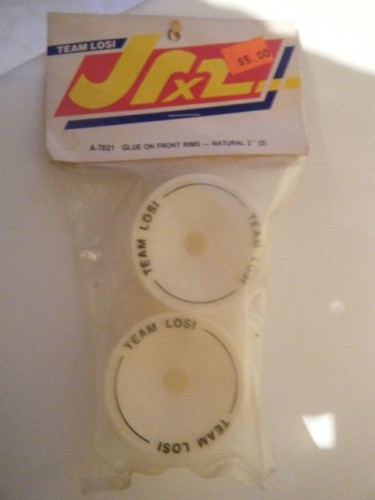 TEAM LOSI
JRx2
$5.00
A-7021 GLUE ON FRONT RIMS — NATURAL 2" (2)
TEAM LOSI
TEAM LOSI
TEAM LOSI
TEAM LOSI